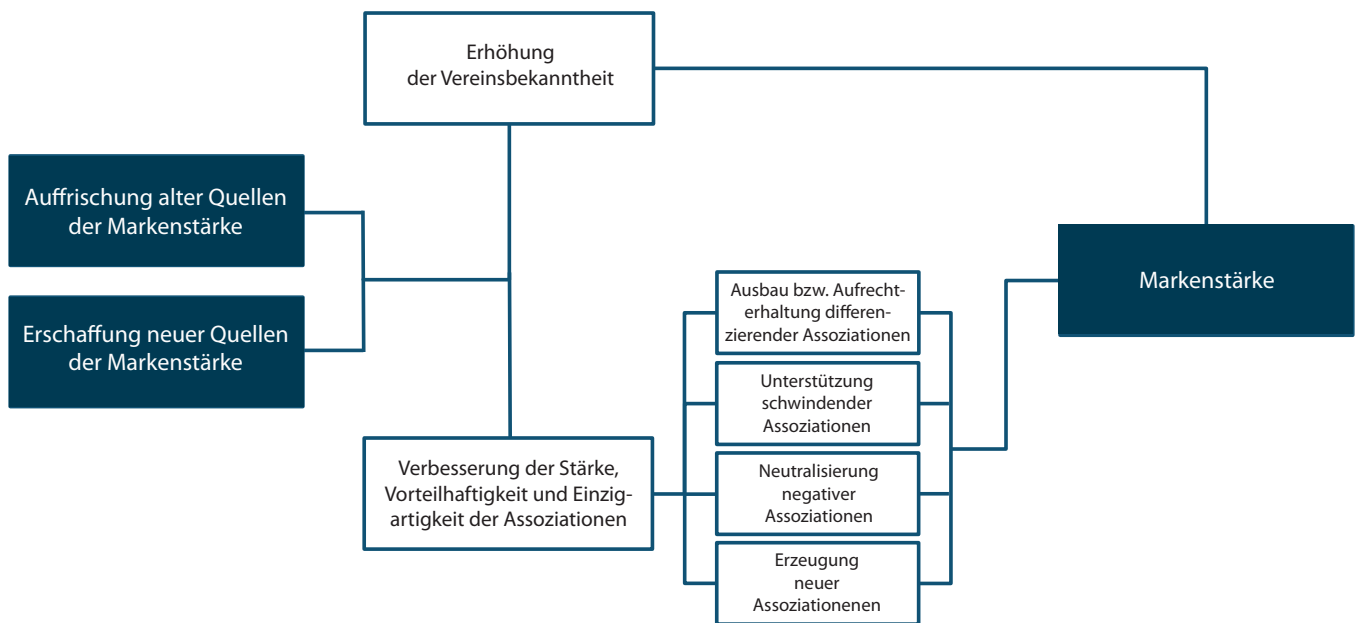 Erhöhung
der Vereinsbekanntheit
Auffrischung alter Quellen
der Markenstärke
Erschaffung neuer Quellen
der Markenstärke
Verbesserung der Stärke,
Vorteilhaftigkeit und Einzig-
artigkeit der Assoziationen
Ausbau bzw. Aufrecht-
erhaltung differen-
zierender Assoziationen
Unterstützung
schwindender
Assoziationen
Neutralisierung
negativer
Assoziationen
Erzeugung
neuer
Assoziationenen
Markenstärke